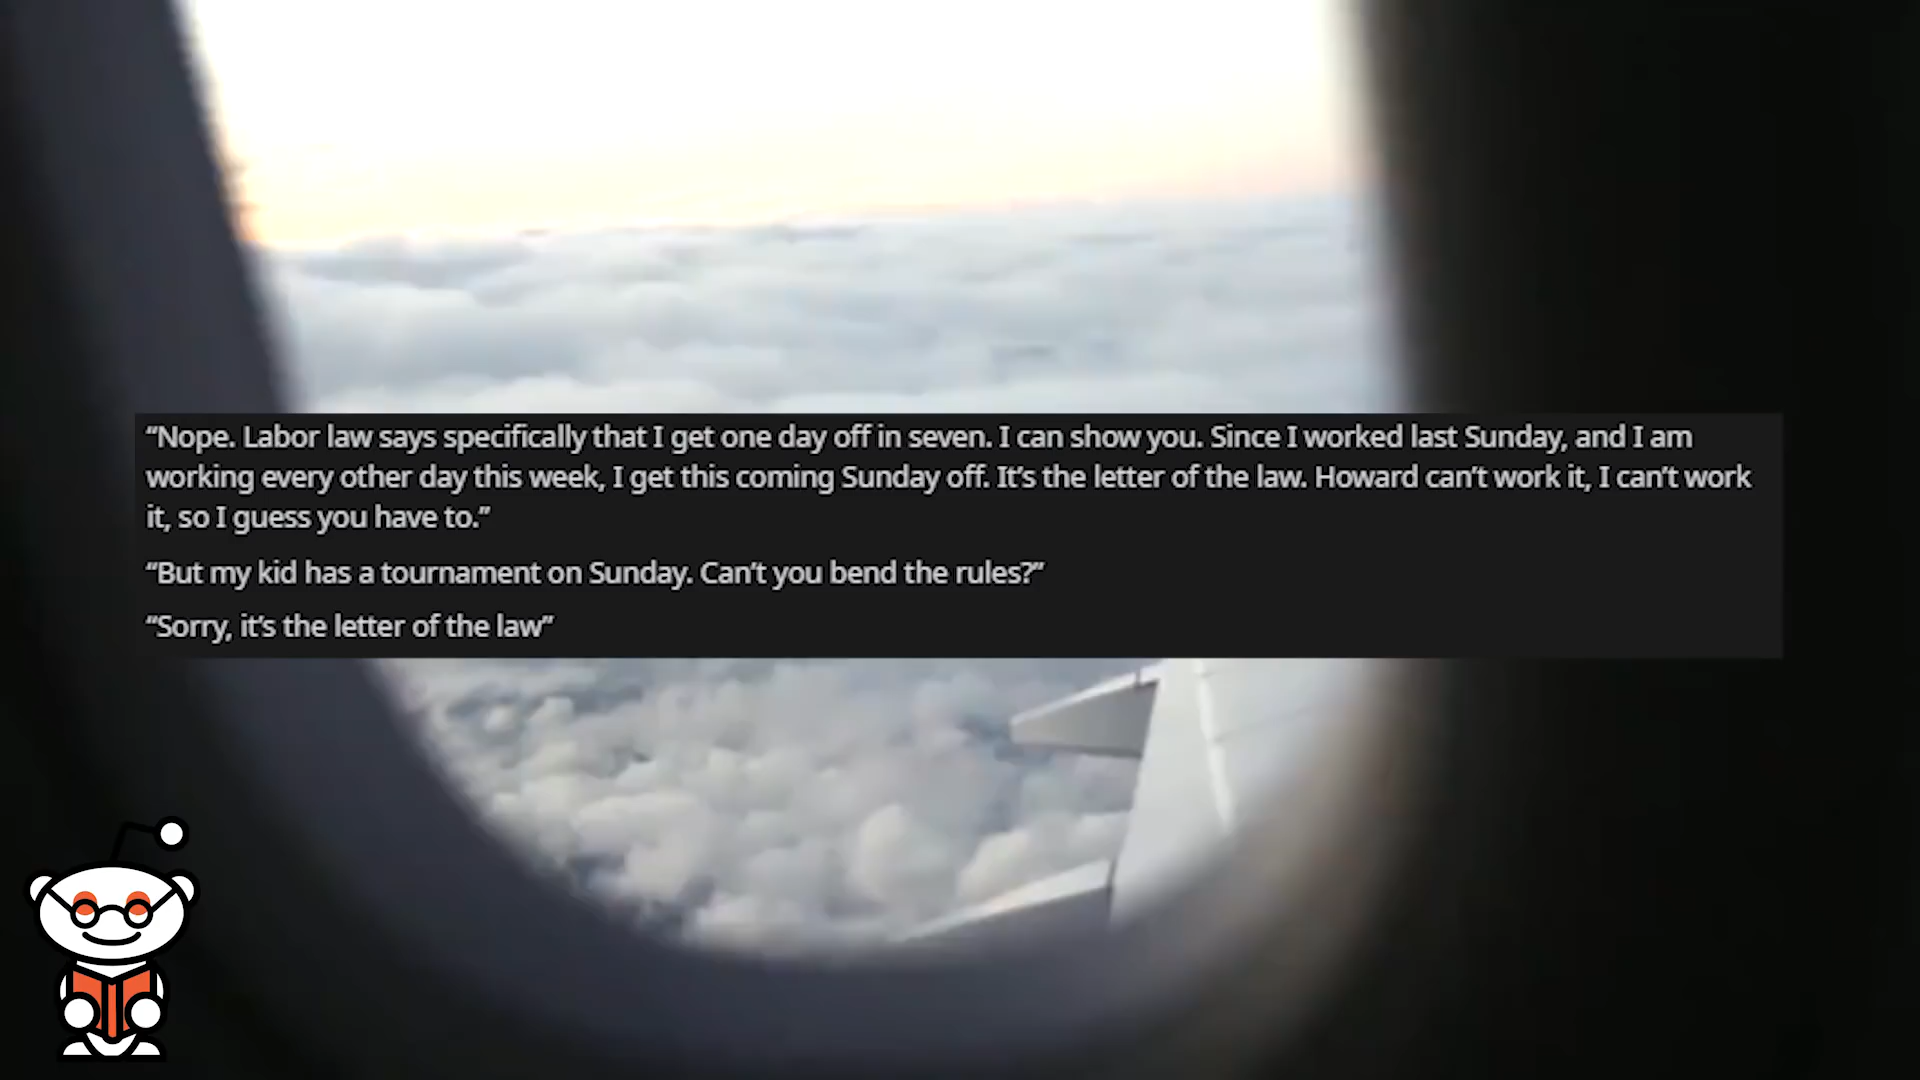 “Nope. Labor law says specifically that I get one day off in seven. I can show you. Since I worked last Sunday, and I am
working every other day this week, I get this coming Sunday off. It’s the letter of the law. Howard can’t work it, I can’t work
it, so I guess you have to.”
“But my kid has a tournament on Sunday. Can’t you bend the rules?”
“Sorry, it’s the letter of the law”